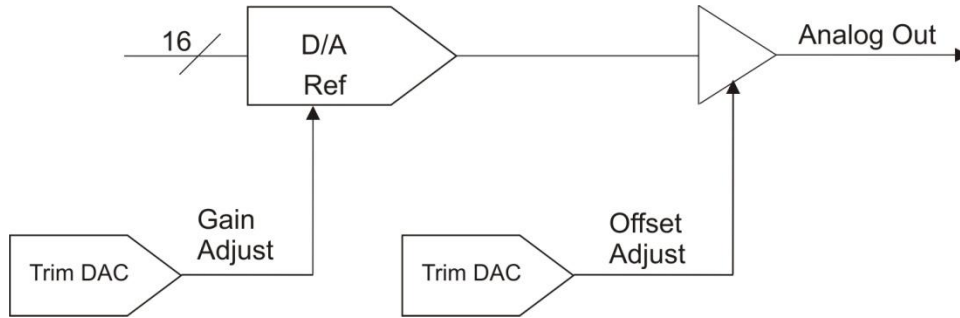 16
D/A
Ref
Analog Out
Gain
Adjust
Offset
Adjust
Trim DAC
Trim DAC